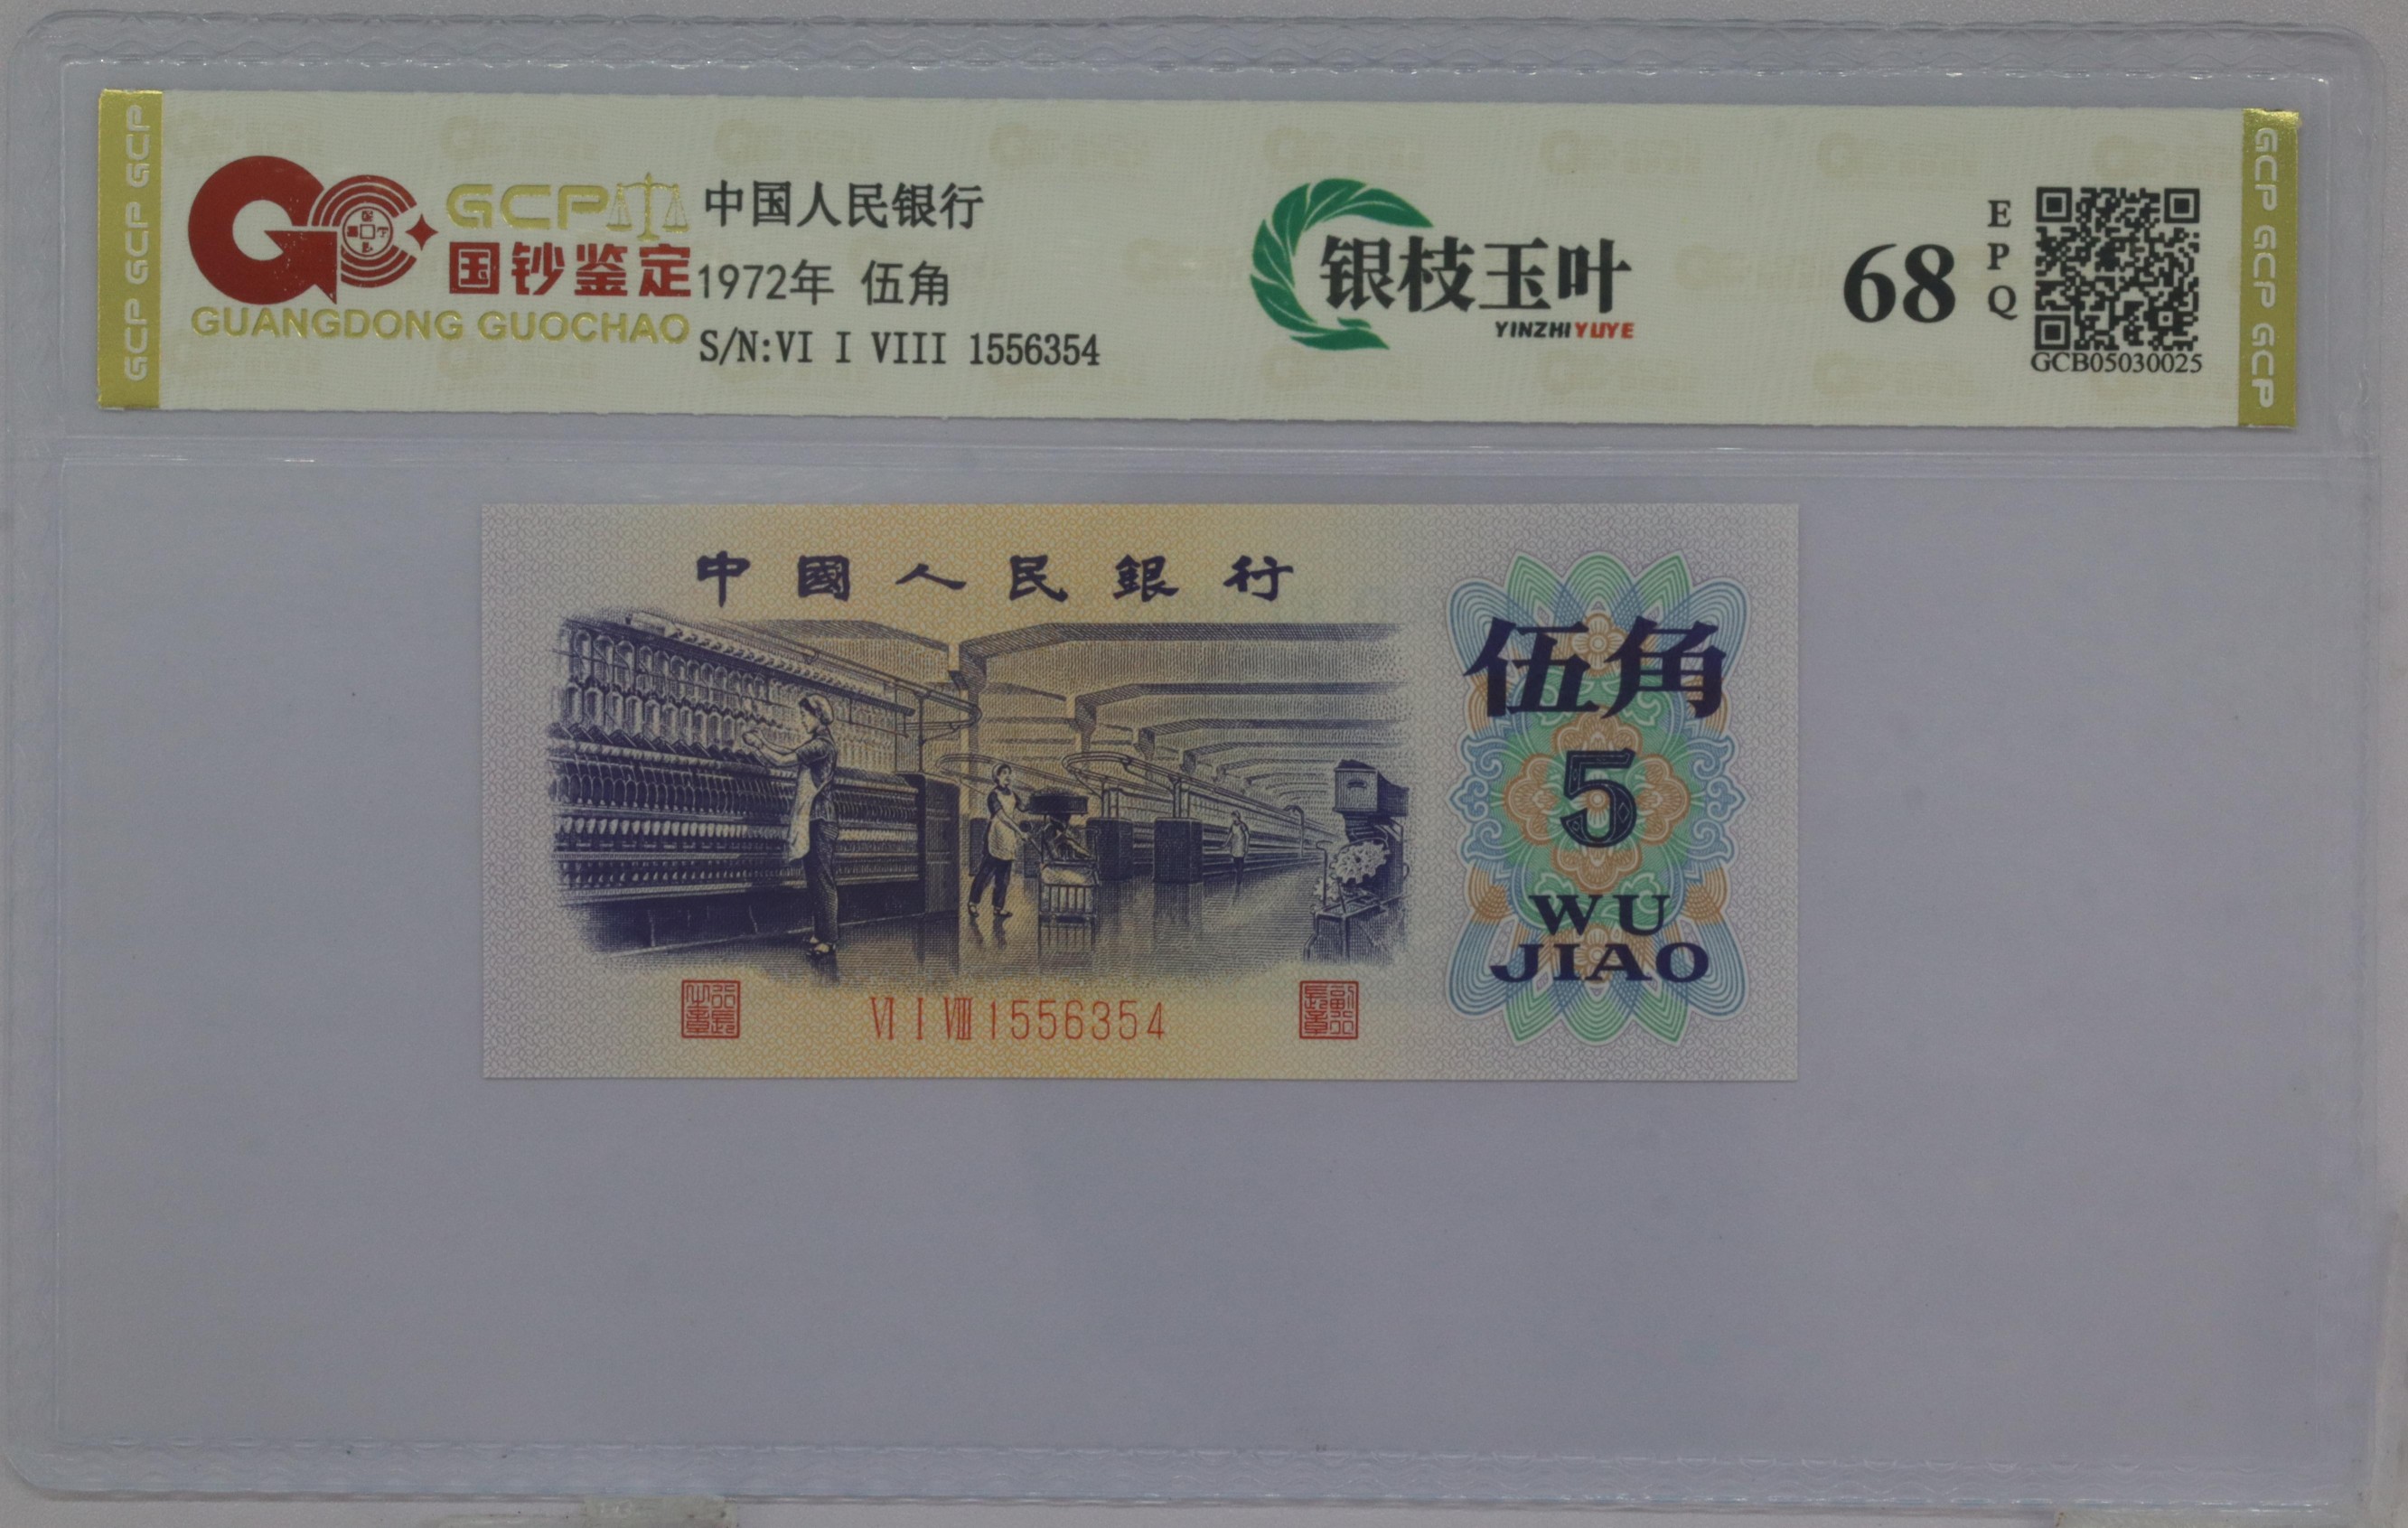 GCP GCP GCP
GCP
国钞鉴定
GUANGDONG GUOCHAO
中国人民银行
1972年 伍角
S/N:VI I VIII 1556354
银枝玉叶
YINZHIYUYE
68
EPQ
GCB05030025
GCP GCP GCP
中國人民銀行
伍角
5
WU
JIAO
VI I VIII 1556354